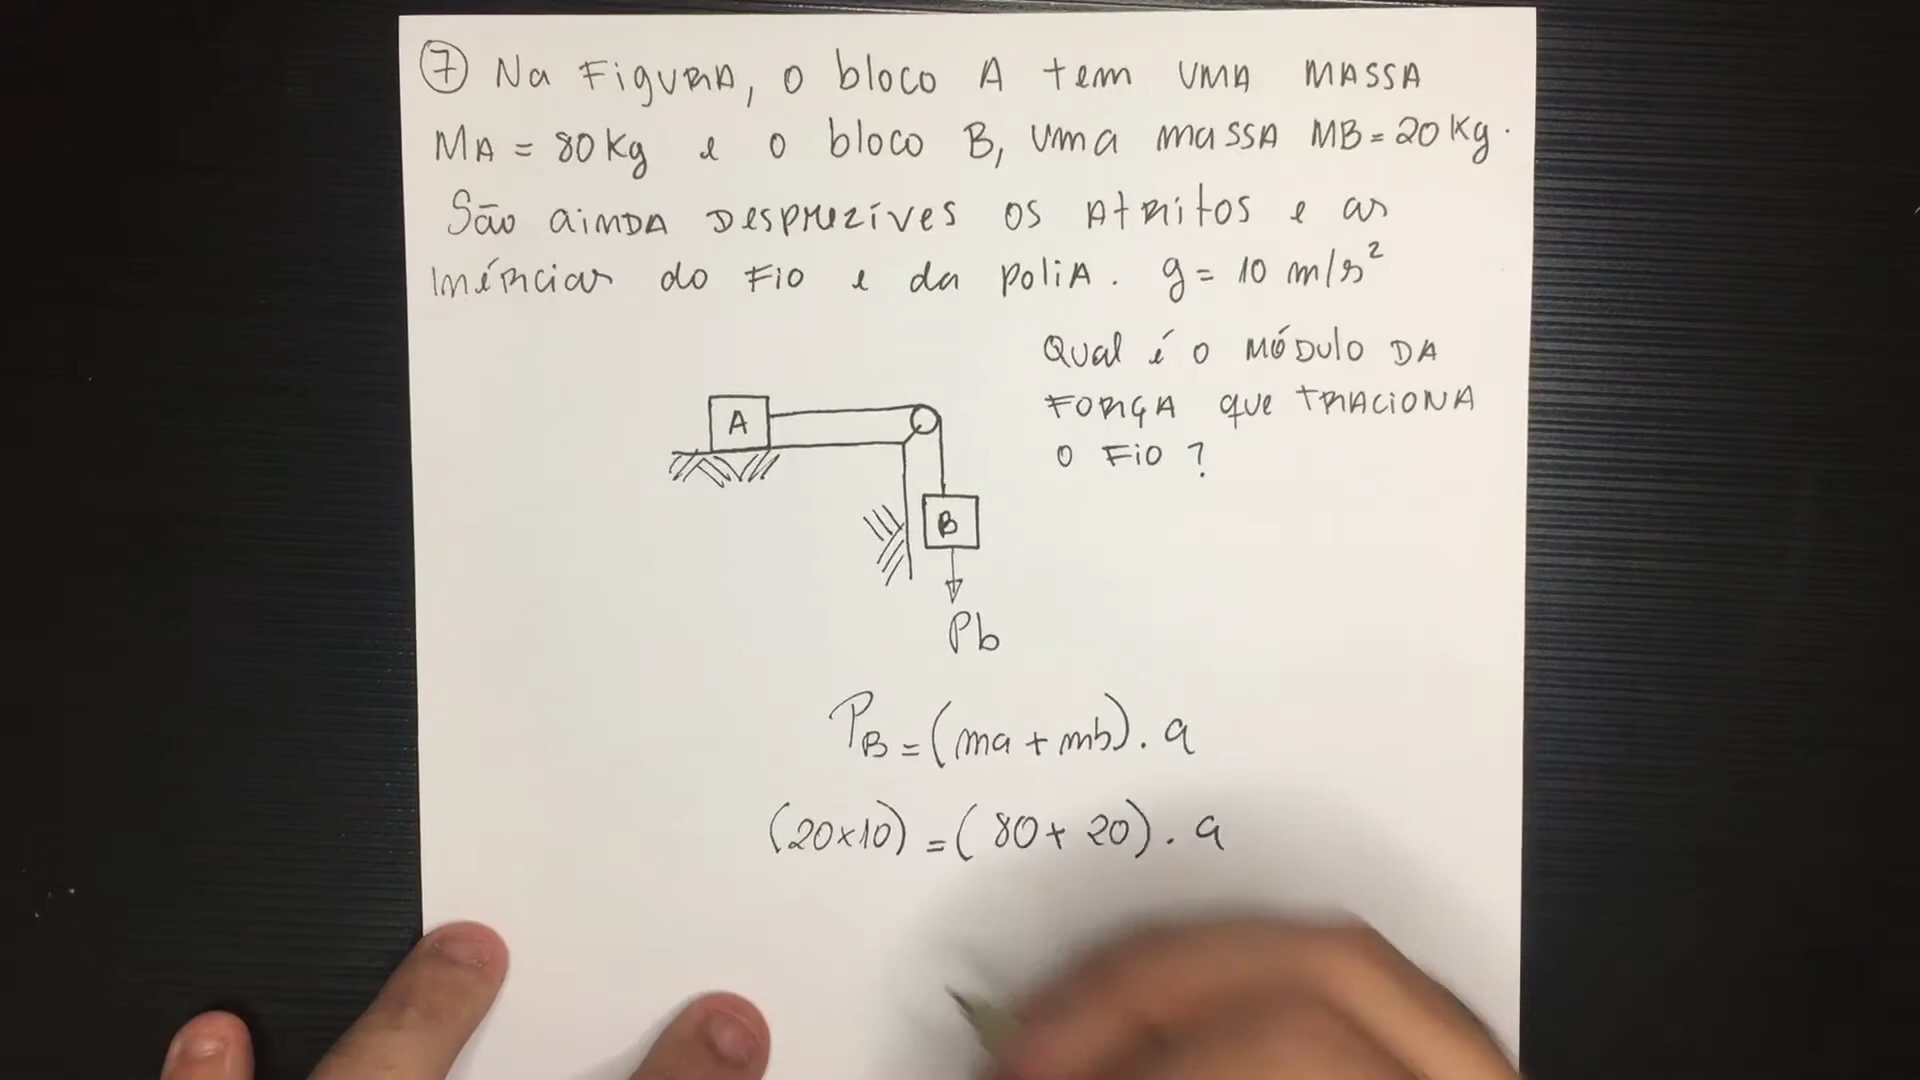 7 Na Figura, o bloco A tem uma massa
MA = 80 Kg e o bloco B, uma massa MB = 20 Kg.
São ainda desprezíves os atritos e as
inércias do Fio e da polia. g = 10 m/s²
Qual é o módulo da
Força que traciona
o Fio ?
A
B
Pb
PB = (ma + mb) . a
(20x10) = (80 + 20) . a